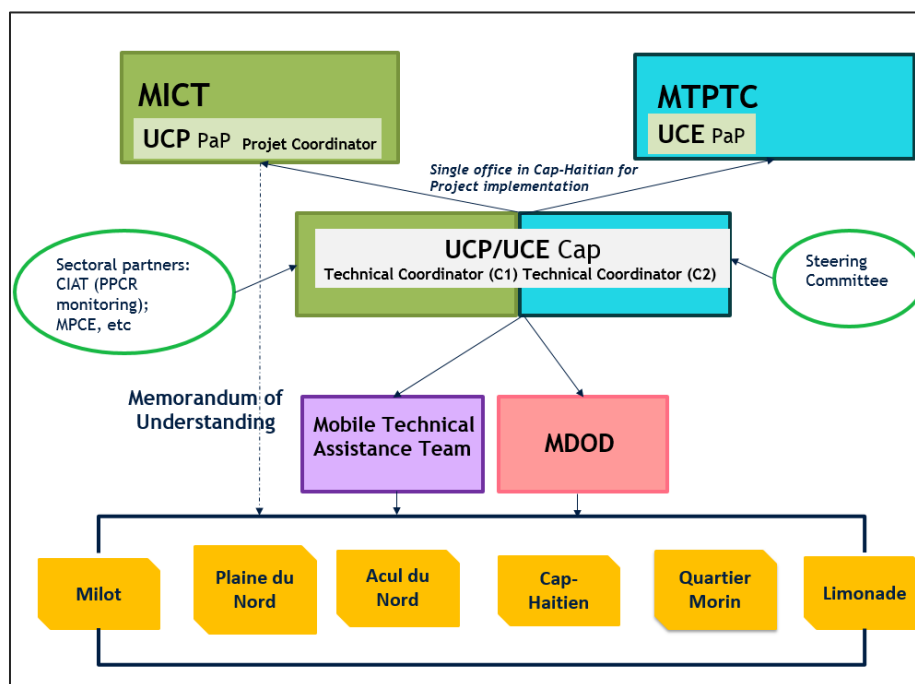 MICT
UCP PaP Projet Coordinator
MTPTC
UCE PaP
Single office in Cap-Haitian for
Project implementation
UCP/UCE Cap
Technical Coordinator (C1) Technical Coordinator (C2)
Sectoral partners:
CIAT (PPCR
monitoring);
MPCE, etc
Steering
Committee
Memorandum of
Understanding
Mobile Technical
Assistance Team
MDOD
Milot
Plaine du
Nord
Acul du
Nord
Cap-
Haitien
Quartier
Morin
Limonade